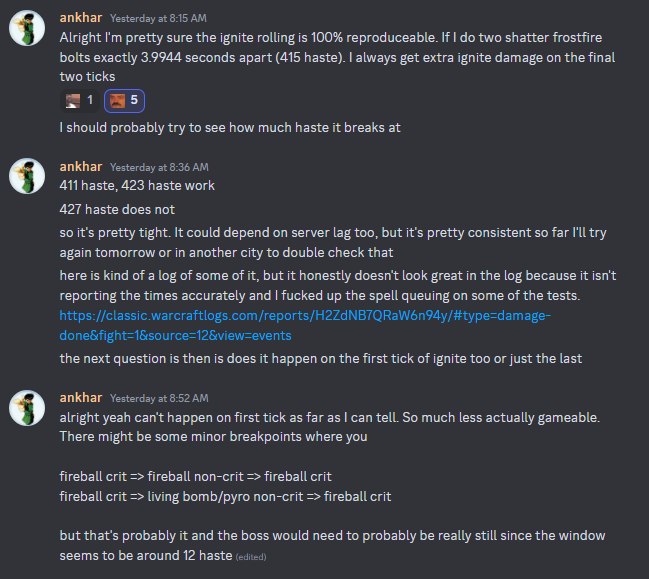 ankhar Yesterday at 8:15 AM
Alright I'm pretty sure the ignite rolling is 100% reproduceable. If I do two shatter frostfire
bolts exactly 3.9944 seconds apart (415 haste). I always get extra ignite damage on the final
two ticks
1 5
I should probably try to see how much haste it breaks at
ankhar Yesterday at 8:36 AM
411 haste, 423 haste work
427 haste does not
so it's pretty tight. It could depend on server lag too, but it's pretty consistent so far I'll try
again tomorrow or in another city to double check that
here is kind of a log of some of it, but it honestly doesn't look great in the log because it isn't
reporting the times accurately and I fucked up the spell queuing on some of the tests.
https://classic.warcraftlogs.com/reports/H2ZdNB7QRaW6n94y/#type=damage-
done&fight=1&source=12&view=events
the next question is then is does it happen on the first tick of ignite too or just the last
ankhar Yesterday at 8:52 AM
alright yeah can't happen on first tick as far as I can tell. So much less actually gameable.
There might be some minor breakpoints where you
fireball crit => fireball non-crit => fireball crit
fireball crit => living bomb/pyro non-crit => fireball crit
but that's probably it and the boss would need to probably be really still since the window
seems to be around 12 haste (edited)